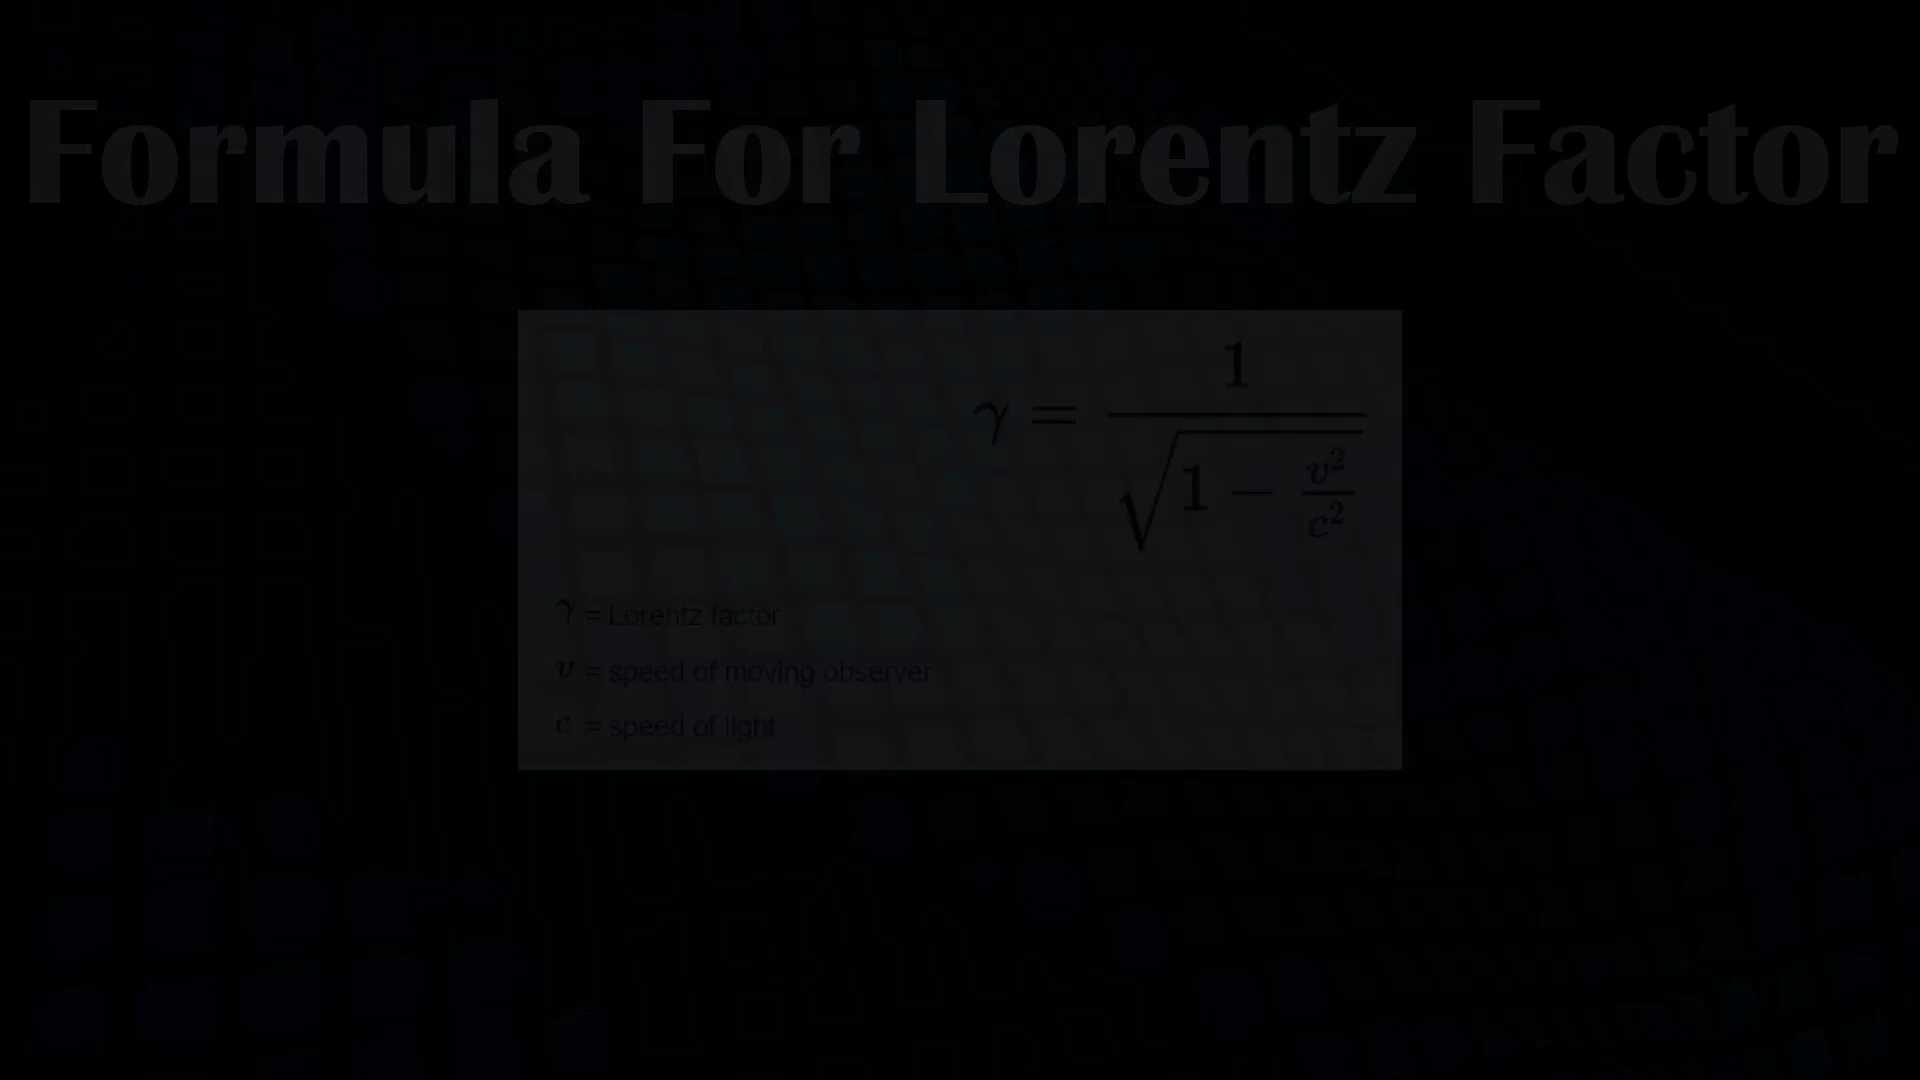 Formula For Lorentz Factor
γ = 1 / √(1 − v²/c²)
γ = Lorentz factor
v = speed of moving observer
c = speed of light